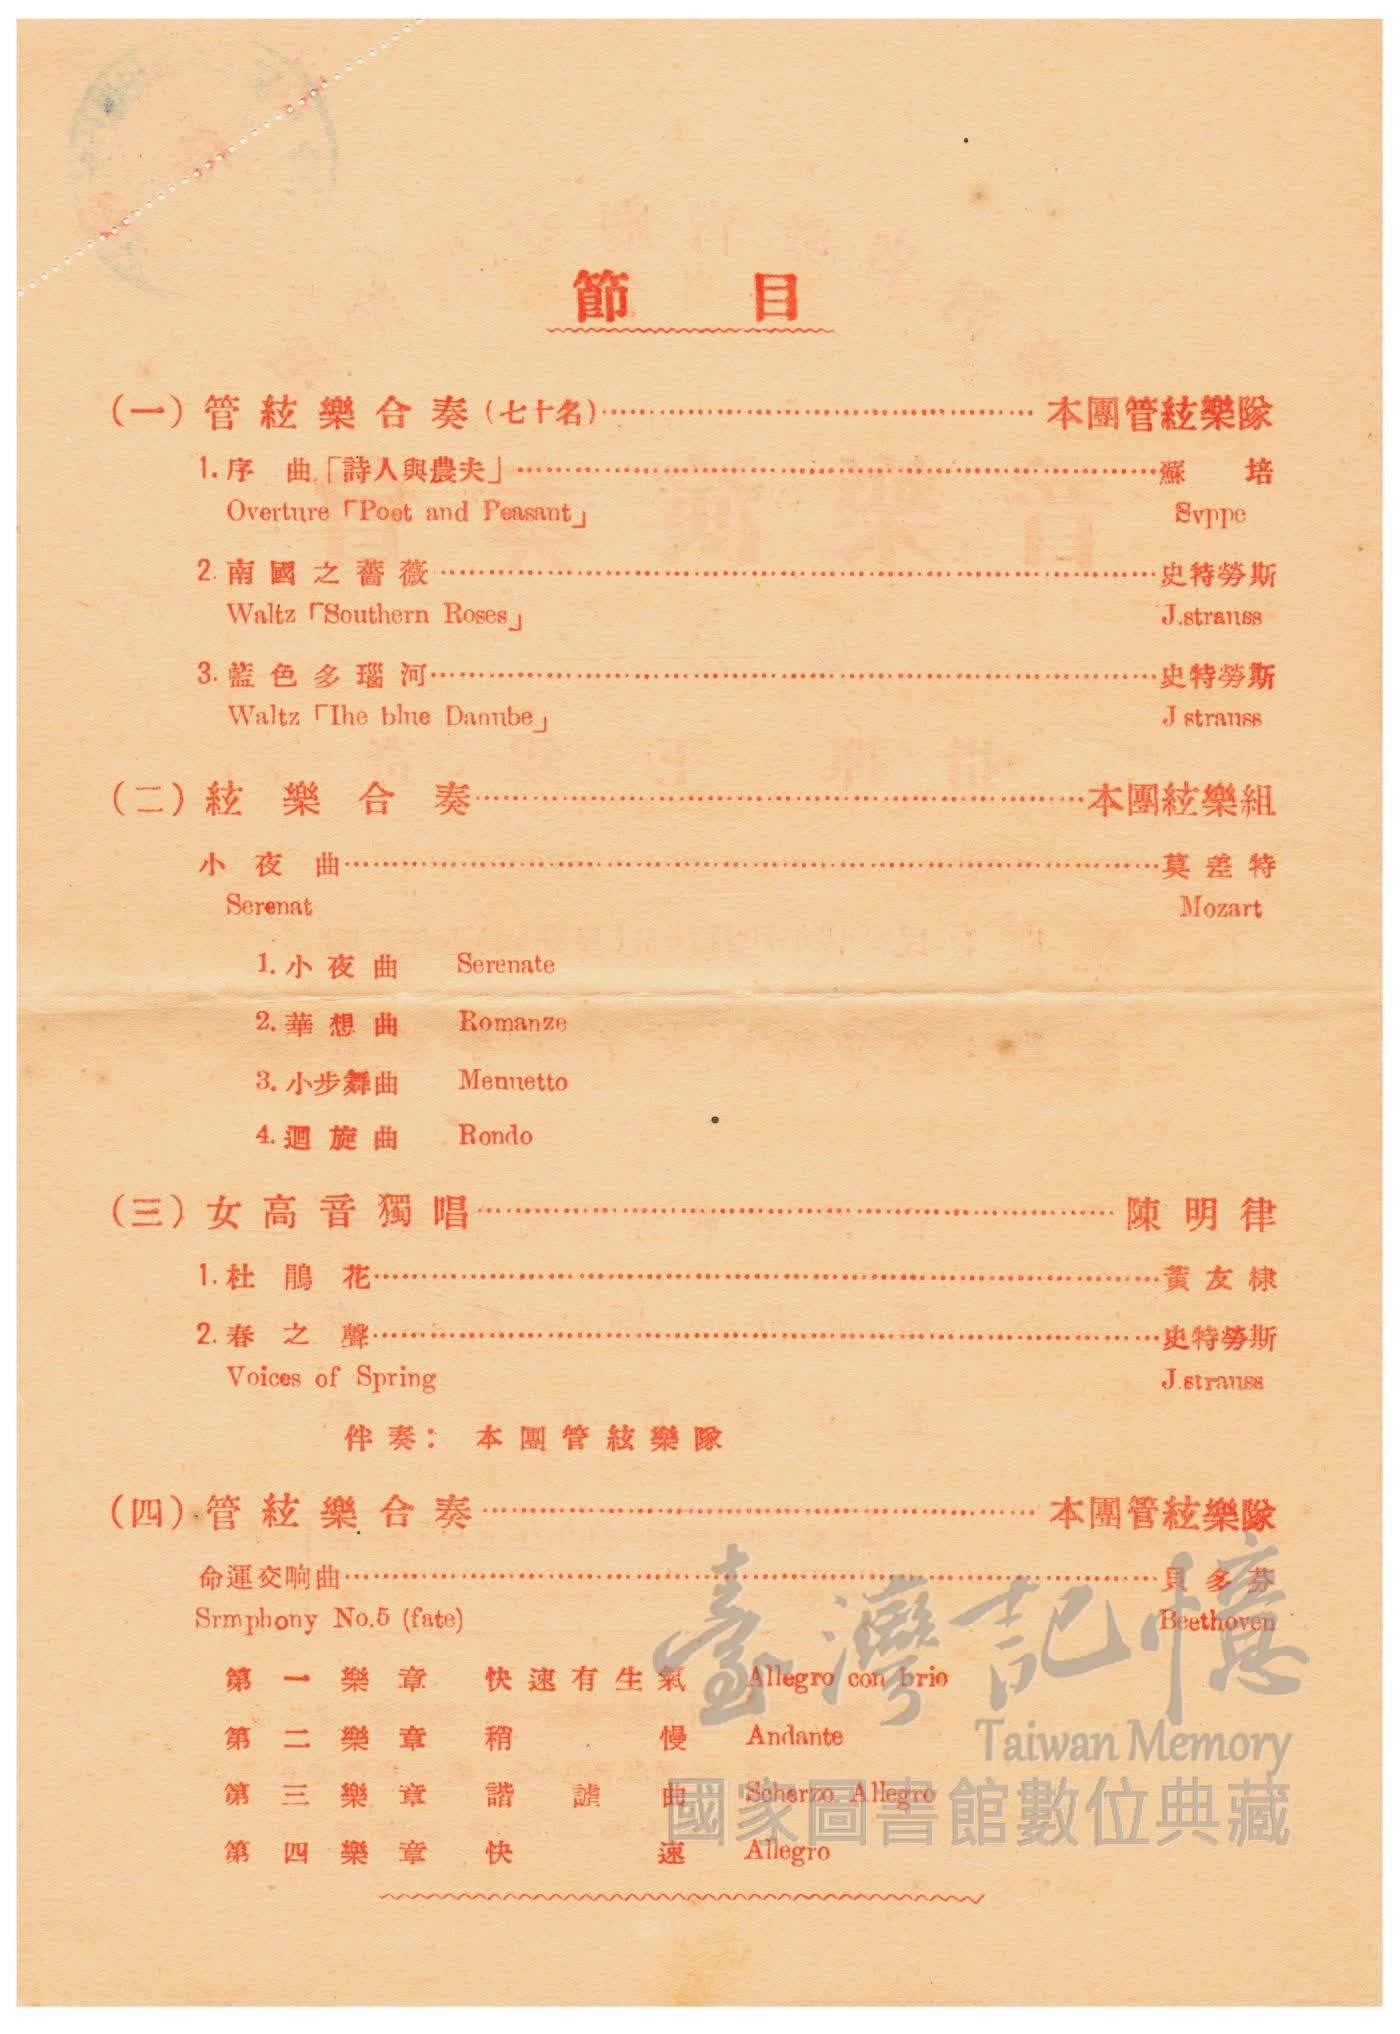 節目
(一)管絃樂合奏(七十名)……本團管絃樂隊
1.序曲「詩人與農夫」……蘇培
Overture「Poet and Peasant」 Svppe
2.南國之薔薇……史特勞斯
Waltz「Southern Roses」 J.strauss
3.藍色多瑙河……史特勞斯
Waltz「Ihe blue Danube」 J strauss
(二)絃樂合奏……本團絃樂組
小夜曲……莫差特
Serenat Mozart
1.小夜曲 Serenate
2.華想曲 Romanze
3.小步舞曲 Menuetto
4.迴旋曲 Rondo
(三)女高音獨唱……陳明律
1.杜鵑花……黃友棣
2.春之聲……史特勞斯
Voices of Spring J.strauss
伴奏: 本團管絃樂隊
(四)管絃樂合奏……本團管絃樂隊
命運交响曲……貝多芬
Srmphony No.5 (fate) Beethoven
第一樂章 快速有生氣 Allegro con brio
第二樂章 稍慢 Andante
第三樂章 諧謔曲 Scherzo Allegro
第四樂章 快速 Allegro
臺灣記憶
Taiwan Memory
國家圖書館數位典藏